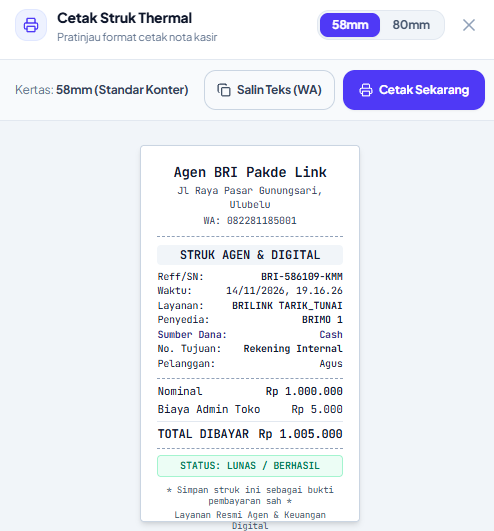 Cetak Struk Thermal
Pratinjau format cetak nota kasir
58mm 80mm
Kertas: 58mm (Standar Konter)
Salin Teks (WA)
Cetak Sekarang
Agen BRI Pakde Link
Jl Raya Pasar Gunungsari,
Ulubelu
WA: 082281185001
STRUK AGEN & DIGITAL
Reff/SN: BRI-586109-KMM
Waktu: 14/11/2026, 19.16.26
Layanan: BRILINK TARIK_TUNAI
Penyedia: BRIMO 1
Sumber Dana: Cash
No. Tujuan: Rekening Internal
Pelanggan: Agus
Nominal Rp 1.000.000
Biaya Admin Toko Rp 5.000
TOTAL DIBAYAR Rp 1.005.000
STATUS: LUNAS / BERHASIL
* Simpan struk ini sebagai bukti
pembayaran sah *
Layanan Resmi Agen & Keuangan
Digital